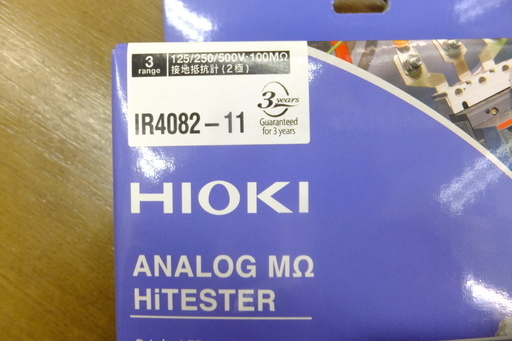 3 range 125/250/500V・100MΩ
接地抵抗計(2極)
IR4082-11
3 years
Guaranteed
for 3 years
HIOKI
ANALOG MΩ
HiTESTER